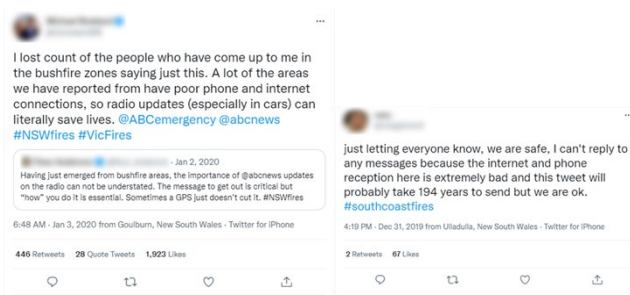 I lost count of the people who have come up to me in
the bushfire zones saying just this. A lot of the areas
we have reported from have poor phone and internet
connections, so radio updates (especially in cars) can
literally save lives. @ABCemergency @abcnews
#NSWfires #VicFires
- Jan 2, 2020
Having just emerged from bushfire areas, the importance of @abcnews updates
on the radio can not be understated. The message to get out is critical but
"how" you do it is essential. Sometimes a GPS just doesn't cut it. #NSWfires
6:48 AM · Jan 3, 2020 from Goulburn, New South Wales · Twitter for iPhone
446 Retweets 28 Quote Tweets 1,923 Likes
just letting everyone know, we are safe, I can't reply to
any messages because the internet and phone
reception here is extremely bad and this tweet will
probably take 194 years to send but we are ok.
#southcoastfires
4:19 PM · Dec 31, 2019 from Ulladulla, New South Wales · Twitter for iPhone
2 Retweets 67 Likes